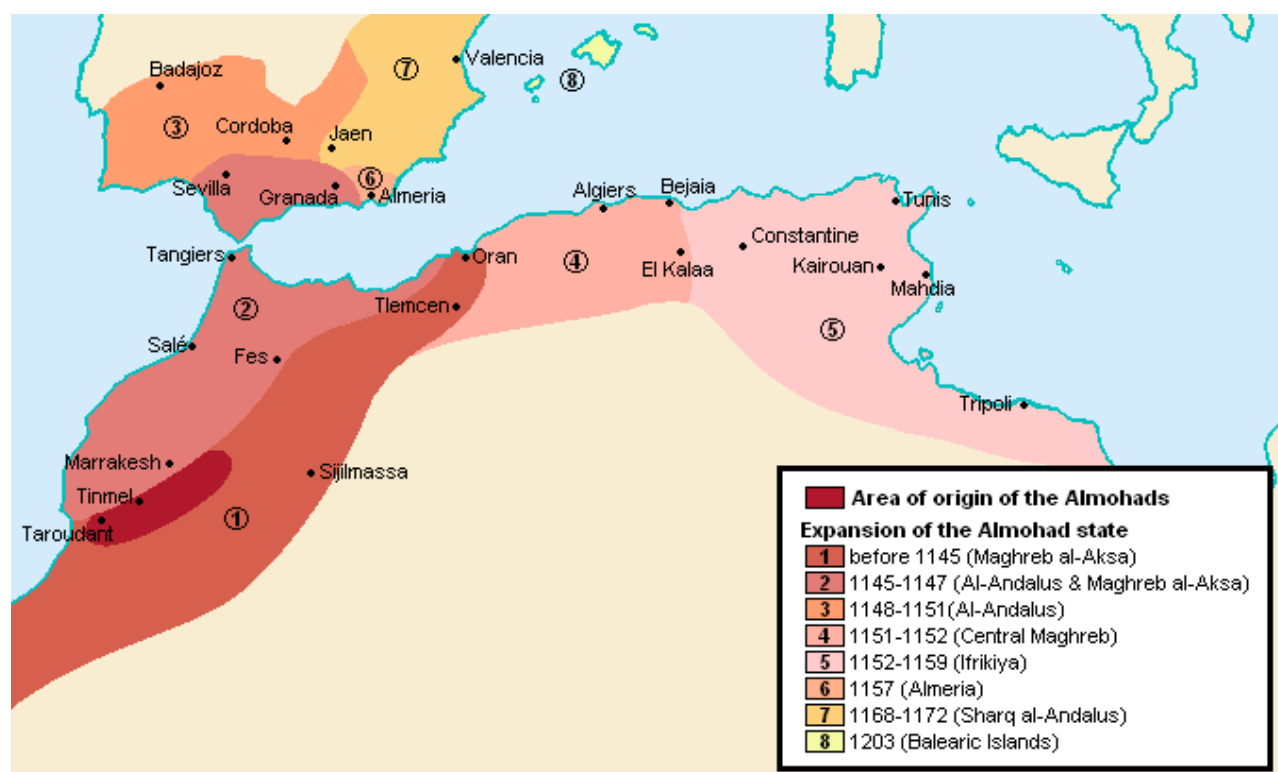 Valencia
⑦
Badajoz
⑧
③
Cordoba
Jaen
⑥
Sevilla
Granada
Almeria
Algiers
Bejaia
Tunis
Tangiers
Oran
④
Constantine
El Kalaa
Kairouan
Mahdia
②
Tlemcen
⑤
Salé
Fes
Tripoli
Marrakesh
Sijilmassa
Tinmel
①
Taroudant
Area of origin of the Almohads
Expansion of the Almohad state
1 before 1145 (Maghreb al-Aksa)
2 1145-1147 (Al-Andalus & Maghreb al-Aksa)
3 1148-1151(Al-Andalus)
4 1151-1152 (Central Maghreb)
5 1152-1159 (Ifrikiya)
6 1157 (Almeria)
7 1168-1172 (Sharq al-Andalus)
8 1203 (Balearic Islands)